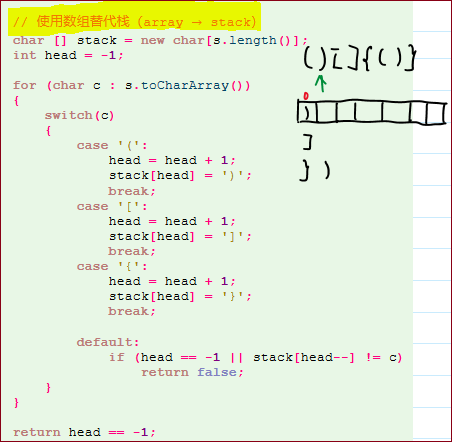 // 使用数组替代栈 (array → stack)
char [] stack = new char[s.length()];
int head = -1;
for (char c : s.toCharArray())
{
switch(c)
{
case '(':
head = head + 1;
stack[head] = ')';
break;
case '[':
head = head + 1;
stack[head] = ']';
break;
case '{':
head = head + 1;
stack[head] = '}';
break;
default:
if (head == -1 || stack[head--] != c)
return false;
}
}
return head == -1;
()[]{()}
0
)
]
} )